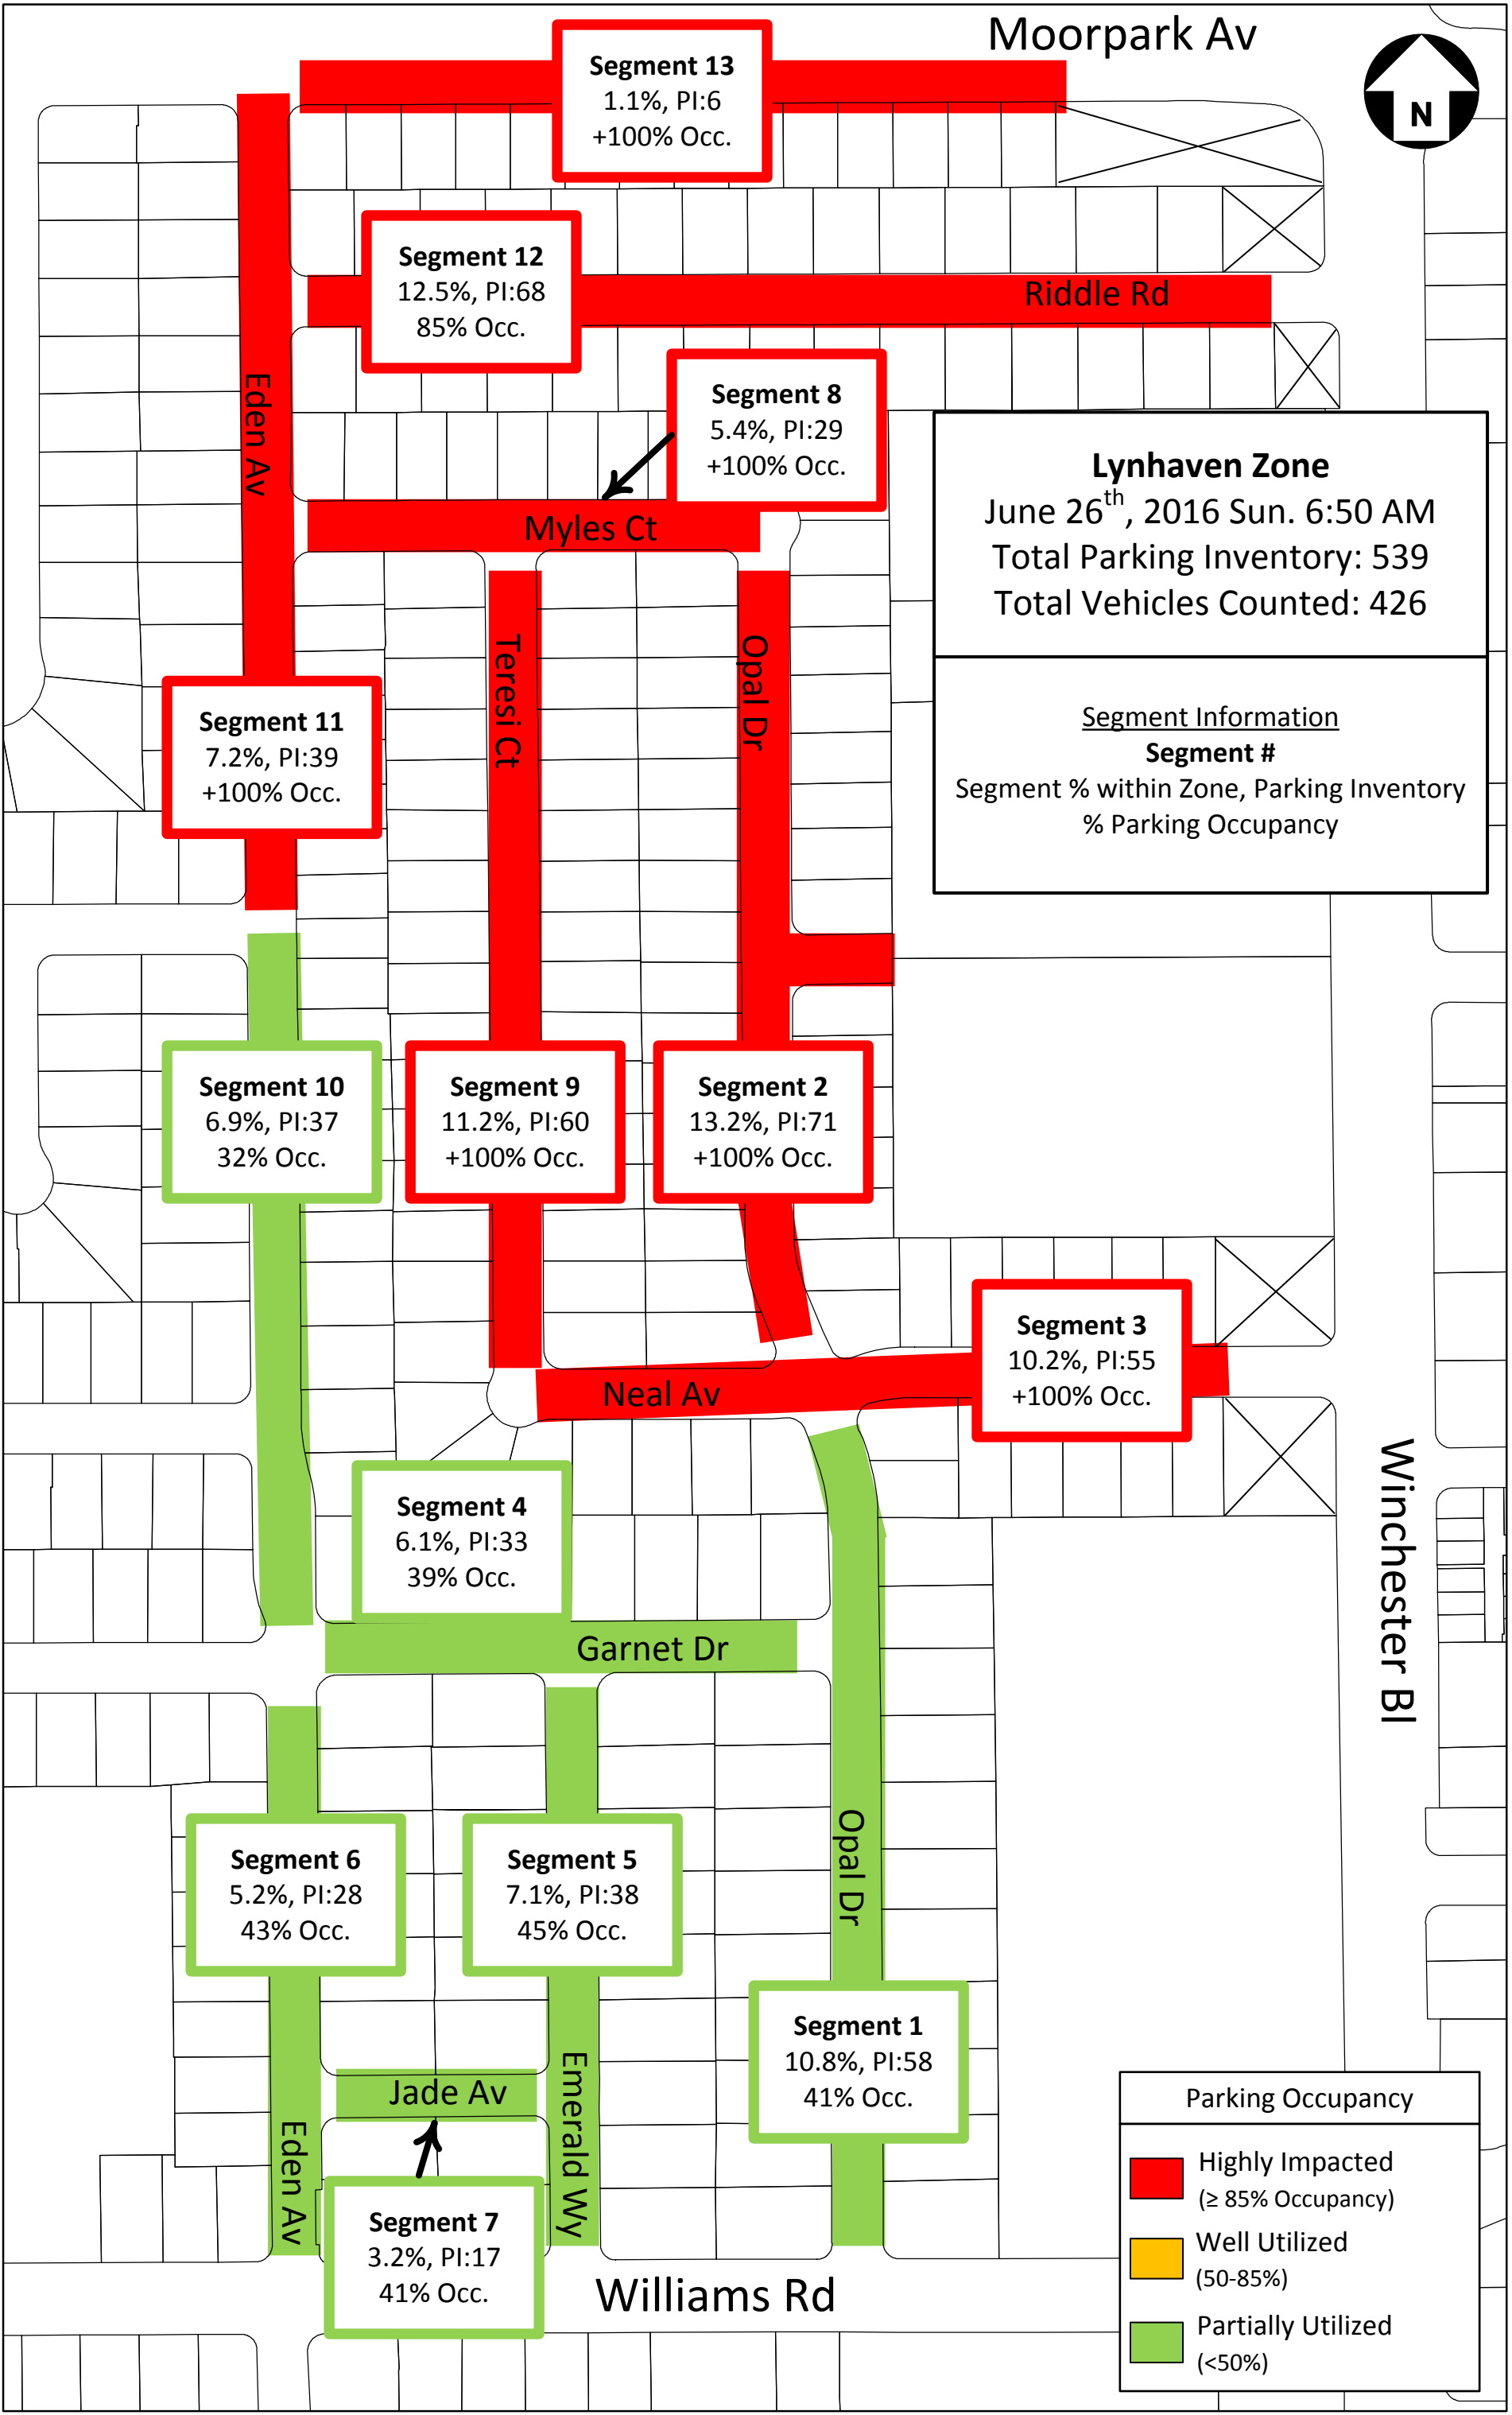 Moorpark Av
N
Segment 13
1.1%, PI:6
+100% Occ.
Segment 12
12.5%, PI:68
85% Occ.
Riddle Rd
Eden Av
Segment 8
5.4%, PI:29
+100% Occ.
Myles Ct
Lynhaven Zone
June 26th, 2016 Sun. 6:50 AM
Total Parking Inventory: 539
Total Vehicles Counted: 426
Segment Information
Segment #
Segment % within Zone, Parking Inventory
% Parking Occupancy
Teresi Ct
Opal Dr
Segment 11
7.2%, PI:39
+100% Occ.
Segment 10
6.9%, PI:37
32% Occ.
Segment 9
11.2%, PI:60
+100% Occ.
Segment 2
13.2%, PI:71
+100% Occ.
Segment 3
10.2%, PI:55
+100% Occ.
Neal Av
Winchester Bl
Segment 4
6.1%, PI:33
39% Occ.
Garnet Dr
Opal Dr
Segment 6
5.2%, PI:28
43% Occ.
Segment 5
7.1%, PI:38
45% Occ.
Segment 1
10.8%, PI:58
41% Occ.
Jade Av
Emerald Wy
Eden Av
Segment 7
3.2%, PI:17
41% Occ.
Williams Rd
Parking Occupancy
Highly Impacted
(≥ 85% Occupancy)
Well Utilized
(50-85%)
Partially Utilized
(<50%)